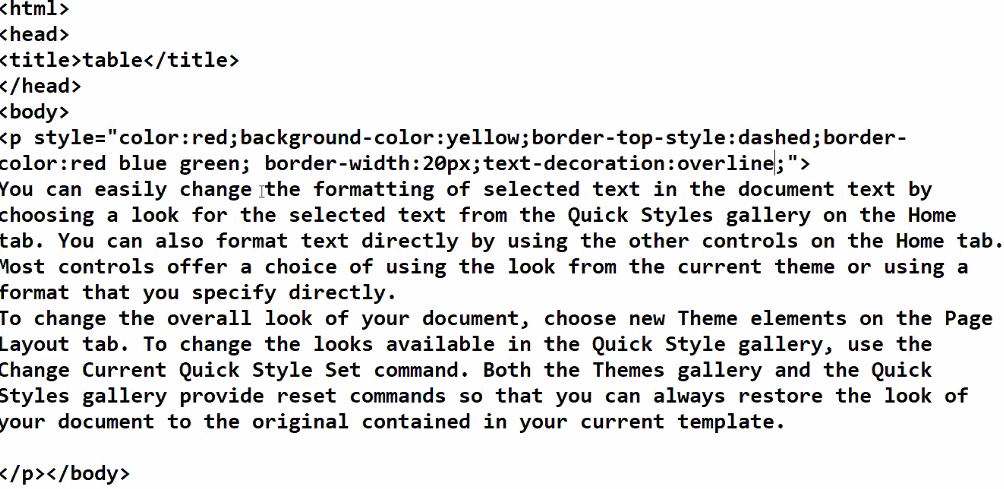 <html>
<head>
<title>table</title>
</head>
<body>
<p style="color:red;background-color:yellow;border-top-style:dashed;border-
color:red blue green; border-width:20px;text-decoration:overline;">
You can easily change the formatting of selected text in the document text by
choosing a look for the selected text from the Quick Styles gallery on the Home
tab. You can also format text directly by using the other controls on the Home tab.
Most controls offer a choice of using the look from the current theme or using a
format that you specify directly.
To change the overall look of your document, choose new Theme elements on the Page
Layout tab. To change the looks available in the Quick Style gallery, use the
Change Current Quick Style Set command. Both the Themes gallery and the Quick
Styles gallery provide reset commands so that you can always restore the look of
your document to the original contained in your current template.
</p></body>